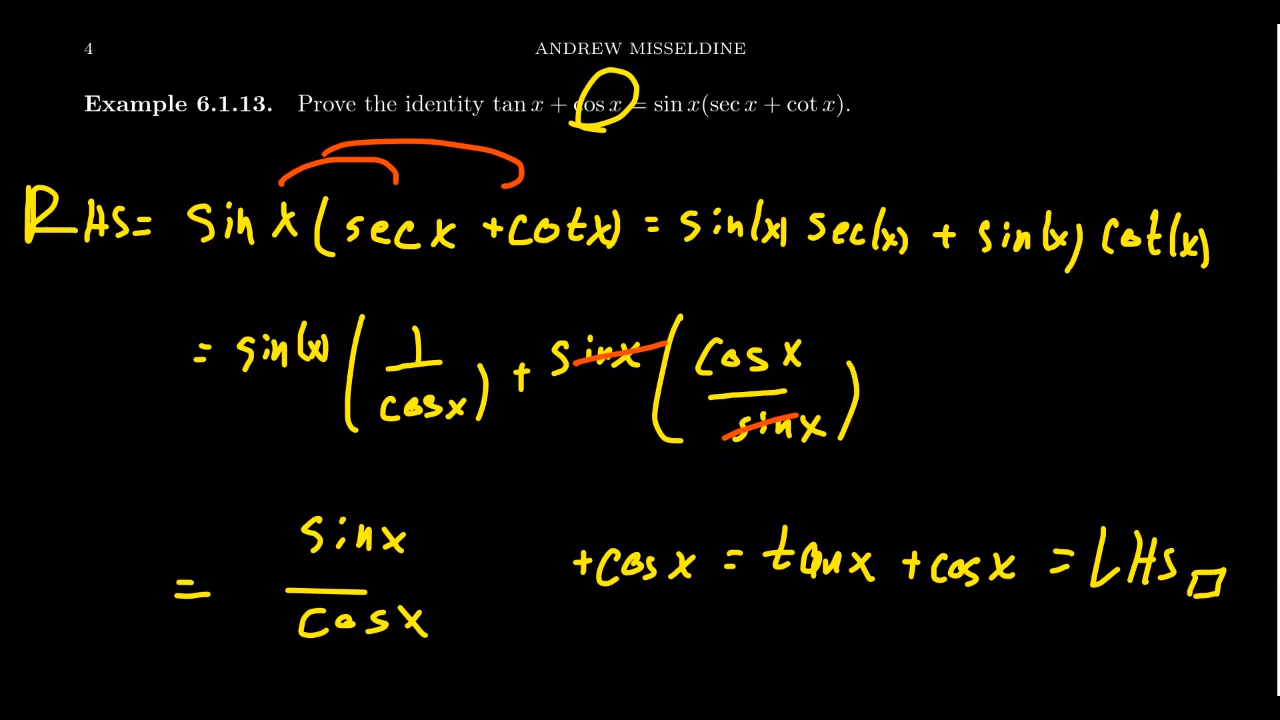 4 ANDREW MISSELDINE
Example 6.1.13. Prove the identity tan x + cos x = sin x(sec x + cot x).
RHS = sin x (sec x + cot x) = sin(x) sec(x) + sin(x) cot(x)
= sin(x) (1/cos x) + sin x (cos x/sin x)
= sin x/cos x + cos x = tan x + cos x = LHS □